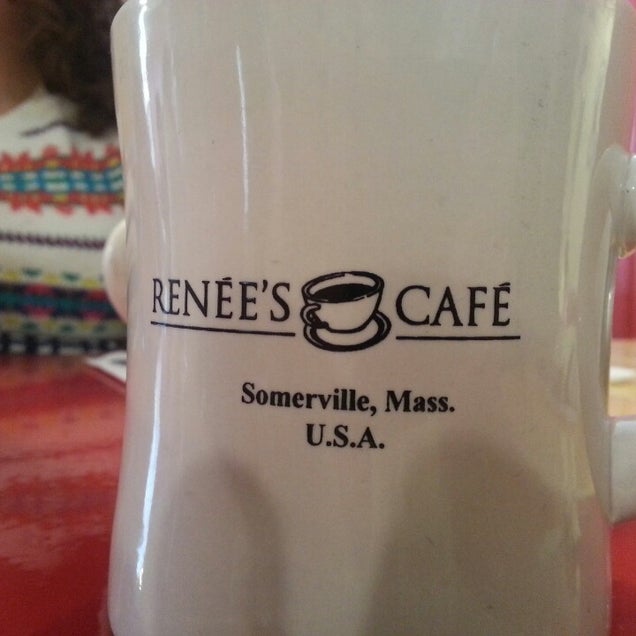 RENÉE'S CAFÉ
Somerville, Mass.
U.S.A.